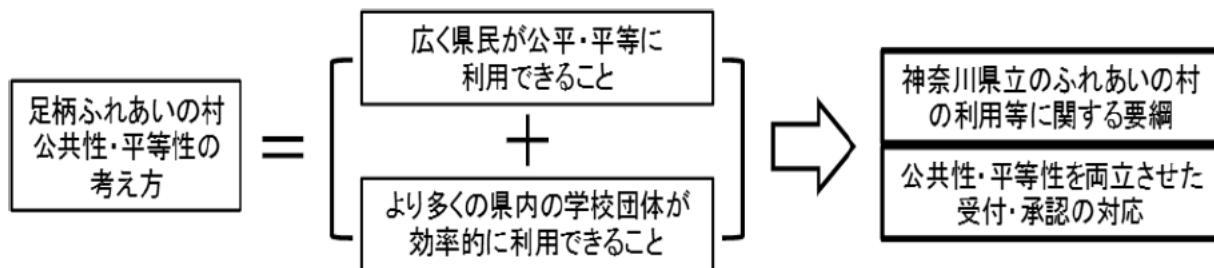 足柄ふれあいの村
公共性・平等性の
考え方
=
広く県民が公平・平等に
利用できること
+
より多くの県内の学校団体が
効率的に利用できること
神奈川県立のふれあいの村
の利用等に関する要綱
公共性・平等性を両立させた
受付・承認の対応